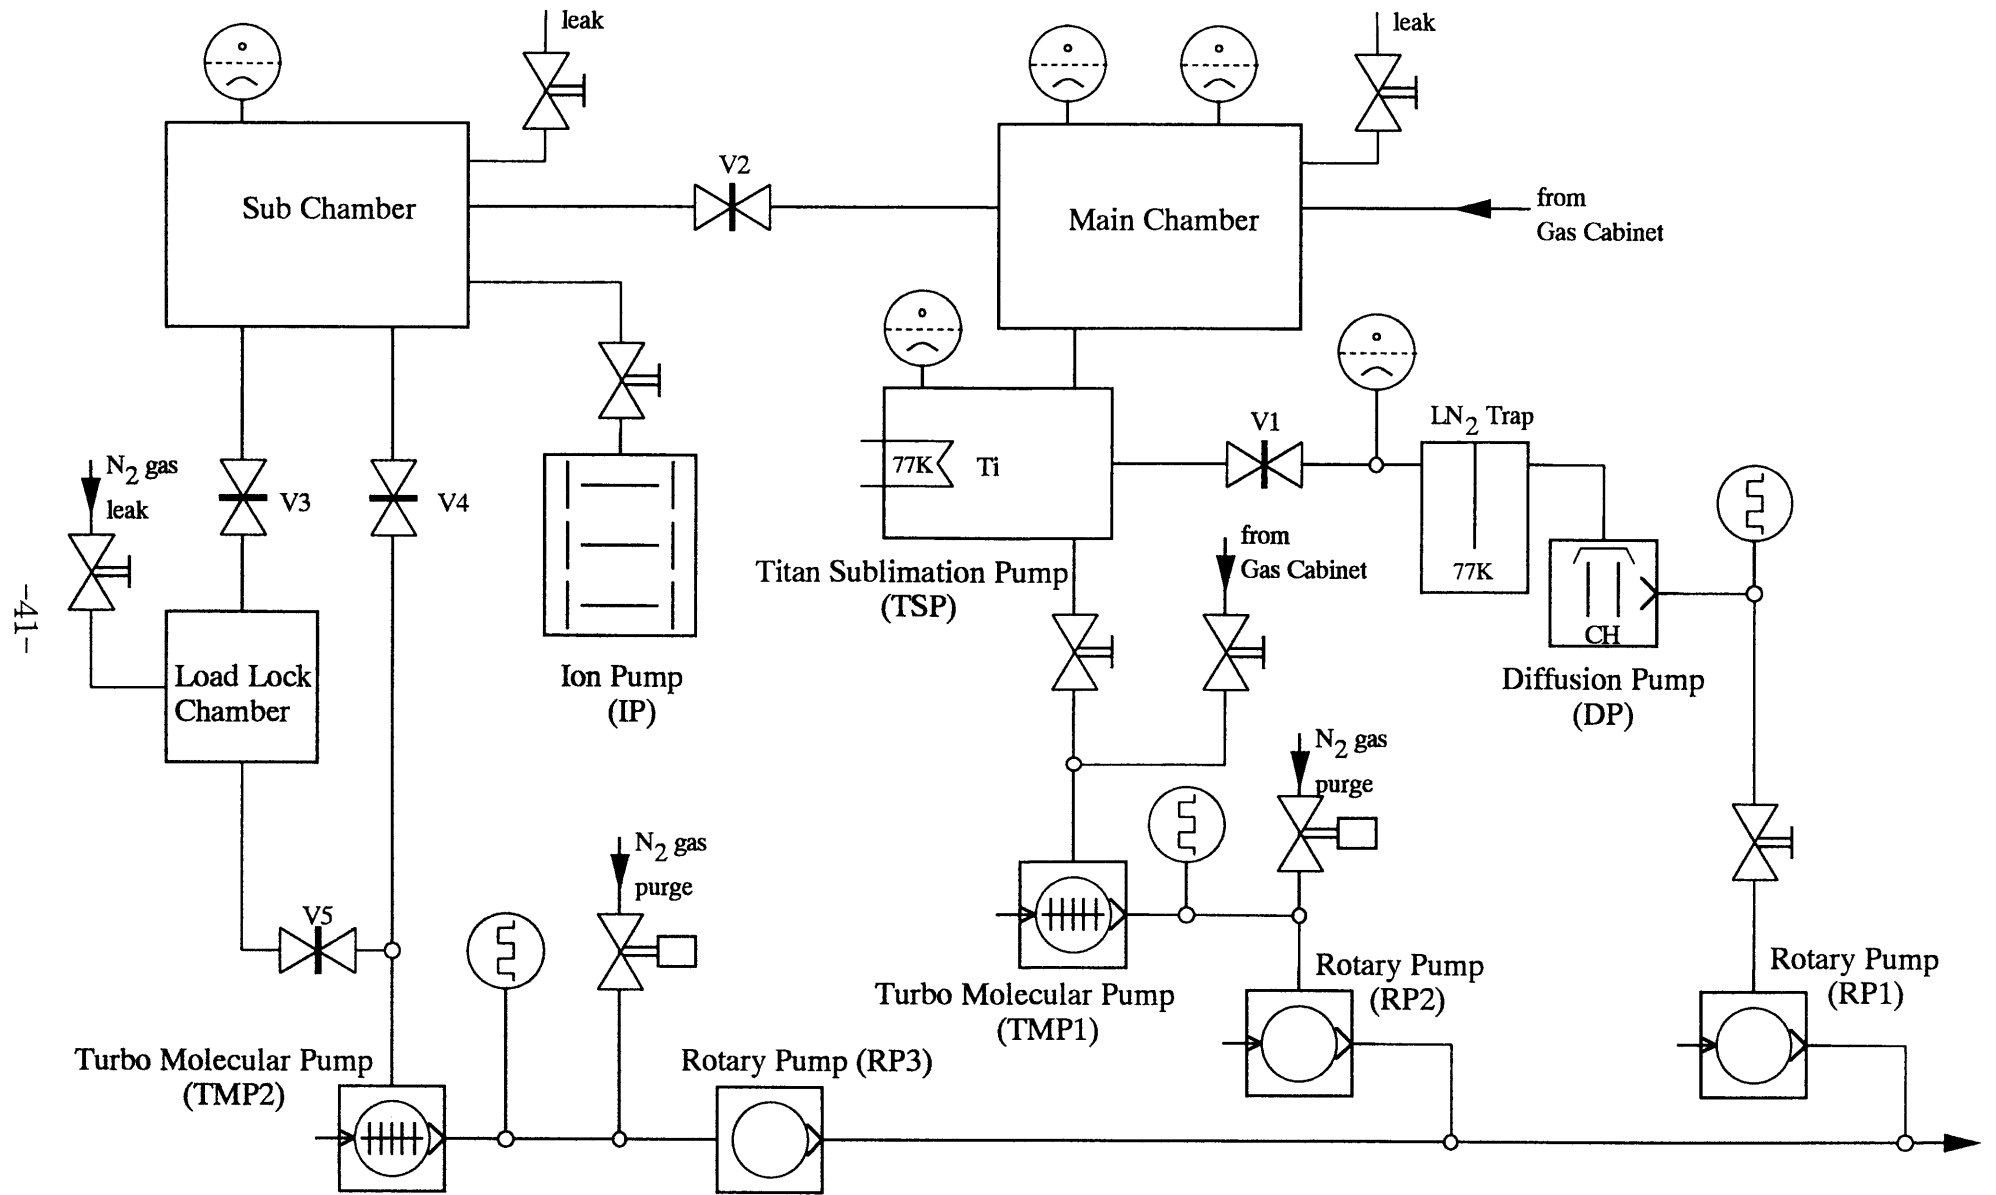 leak
leak
V2
Sub Chamber
Main Chamber
from
Gas Cabinet
V1
LN2 Trap
N2 gas
leak
V3
V4
77K
Ti
from
Gas Cabinet
77K
Titan Sublimation Pump
(TSP)
CH
-41-
Load Lock
Chamber
Ion Pump
(IP)
Diffusion Pump
(DP)
N2 gas
purge
N2 gas
purge
V5
Rotary Pump
(RP2)
Rotary Pump
(RP1)
Turbo Molecular Pump
(TMP1)
Turbo Molecular Pump
(TMP2)
Rotary Pump (RP3)